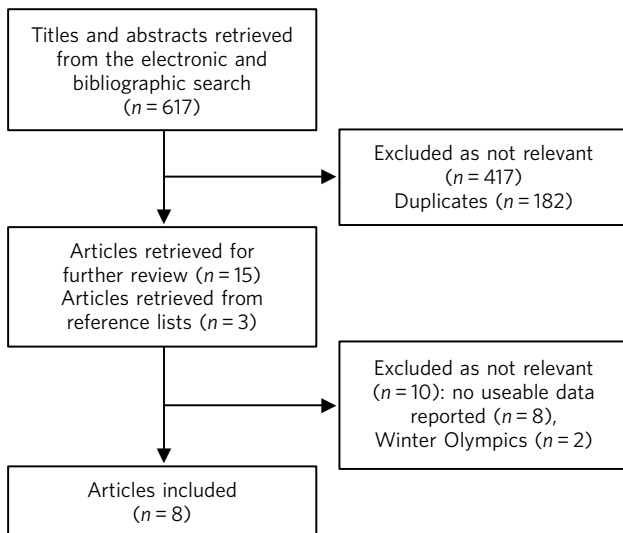 Titles and abstracts retrieved
from the electronic and
bibliographic search
(n = 617)
Excluded as not relevant
(n = 417)
Duplicates (n = 182)
Articles retrieved for
further review (n = 15)
Articles retrieved from
reference lists (n = 3)
Excluded as not relevant
(n = 10): no useable data
reported (n = 8),
Winter Olympics (n = 2)
Articles included
(n = 8)